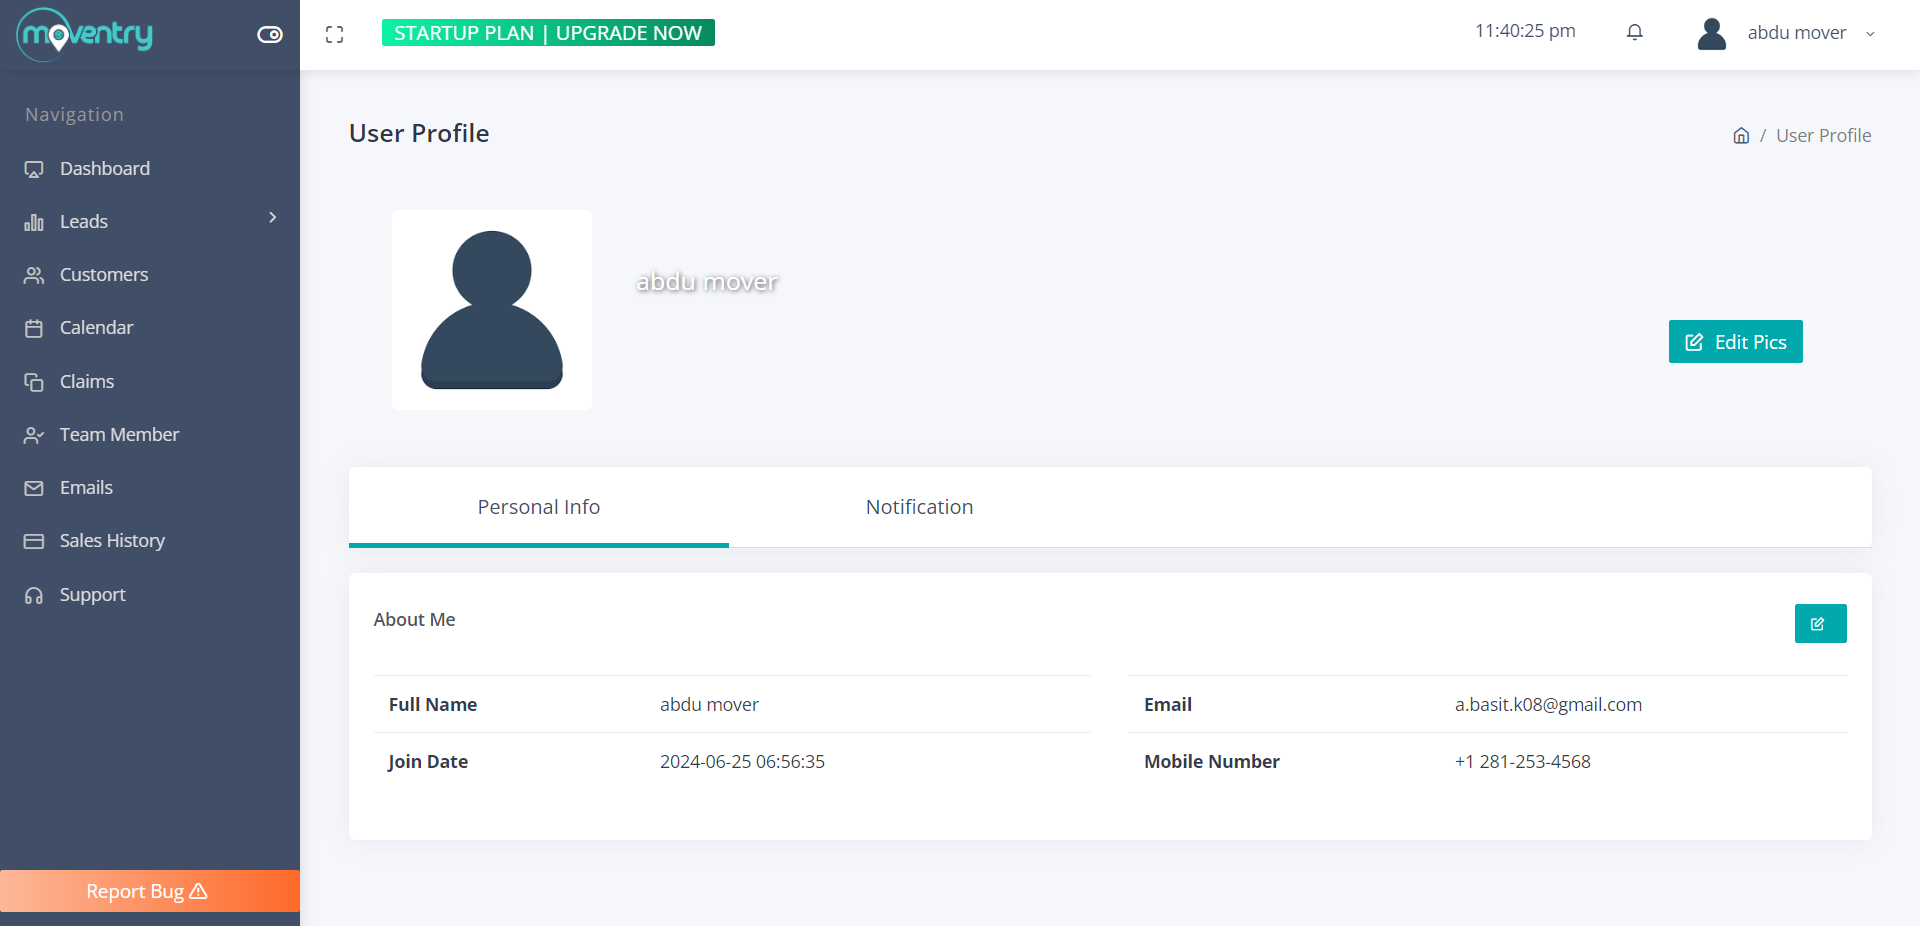 moventry
STARTUP PLAN | UPGRADE NOW
11:40:25 pm
abdu mover
Navigation
Dashboard
Leads
Customers
Calendar
Claims
Team Member
Emails
Sales History
Support
Report Bug
User Profile
/ User Profile
abdu mover
Edit Pics
Personal Info
Notification
About Me
Full Name abdu mover
Email a.basit.k08@gmail.com
Join Date 2024-06-25 06:56:35
Mobile Number +1 281-253-4568